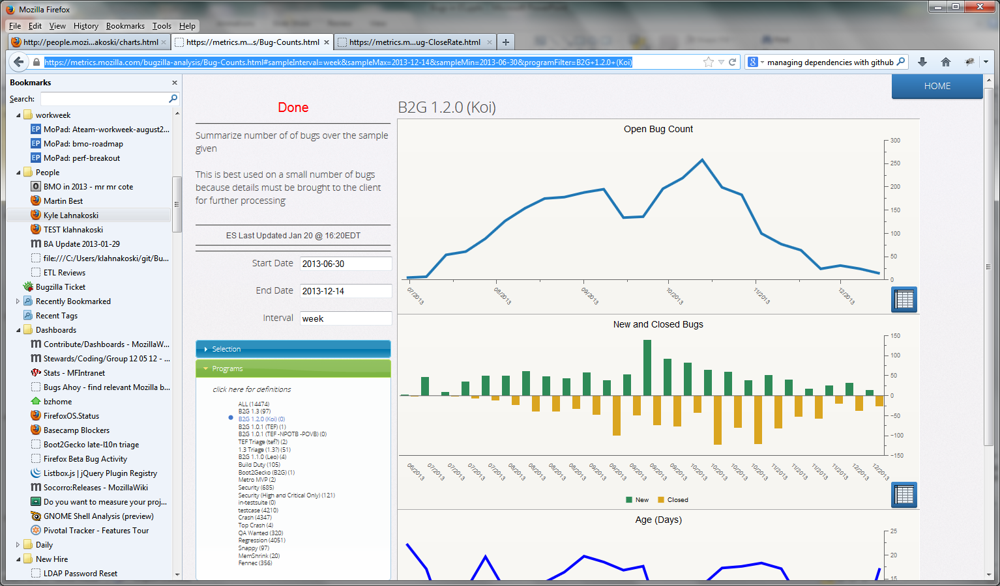 Mozilla Firefox
File Edit View History Bookmarks Tools Help
http://people.mozi...akoski/charts.html
https://metrics.m...s/Bug-Counts.html
https://metrics.m...ug-CloseRate.html
https://metrics.mozilla.com/bugzilla-analysis/Bug-Counts.html#sampleInterval=week&sampleMax=2013-12-14&sampleMin=2013-06-30&programFilter=B2G+1.2.0+(Koi)
managing dependencies with github
Bookmarks
Search:
workweek
EP MoPad: Ateam-workweek-august2...
EP MoPad: bmo-roadmap
EP MoPad: perf-breakout
People
BMO in 2013 - mr mr cote
Martin Best
Kyle Lahnakoski
TEST klahnakoski
BA Update 2013-01-29
file:///C:/Users/klahnakoski/git/Bu...
ETL Reviews
Bugzilla Ticket
Recently Bookmarked
Recent Tags
Dashboards
Contribute/Dashboards - MozillaW...
Stewards/Coding/Group 12 05 12 - ...
Stats - MFIntranet
Bugs Ahoy - find relevant Mozilla b...
bzhome
FirefoxOS.Status
Basecamp Blockers
Boot2Gecko late-l10n triage
Firefox Beta Bug Activity
Listbox.js | jQuery Plugin Registry
Socorro:Releases - MozillaWiki
Do you want to measure your proj...
GNOME Shell Analysis (preview)
Pivotal Tracker - Features Tour
Daily
New Hire
LDAP Password Reset
HOME
Done
Summarize number of of bugs over the sample
given
This is best used on a small number of bugs
because details must be brought to the client
for further processing
ES Last Updated Jan 20 @ 16:20EDT
Start Date 2013-06-30
End Date 2013-12-14
Interval week
Selection
Programs
click here for definitions
ALL (14474)
B2G 1.3 (97)
B2G 1.2.0 (Koi) (0)
B2G 1.0.1 (TEF) (1)
B2G 1.0.1 (TEF -NPOTB -POVB) (0)
TEF Triage (tef?) (2)
1.3 Triage (1.3?) (51)
B2G 1.1.0 (Leo) (4)
Build Duty (105)
Boot2Gecko (B2G) (1)
Metro MVP (2)
Security (685)
Security (High and Critical Only) (121)
in-testsuite (0)
testcase (4210)
Crash (4347)
Top Crash (4)
QA Wanted (320)
Regression (4051)
Snappy (97)
MemShrink (20)
Fennec (356)
B2G 1.2.0 (Koi)
Open Bug Count
300
250
200
150
100
50
0
07/2013 08/2013 09/2013 10/2013 11/2013 12/2013
New and Closed Bugs
150
100
50
0
-50
-100
-150
06/2013 07/2013 07/2013 07/2013 07/2013 08/2013 08/2013 08/2013 08/2013 09/2013 09/2013 09/2013 09/2013 09/2013 10/2013 10/2013 10/2013 10/2013 11/2013 11/2013 11/2013 11/2013 12/2013 12/2013
New Closed
Age (Days)
25
20
15